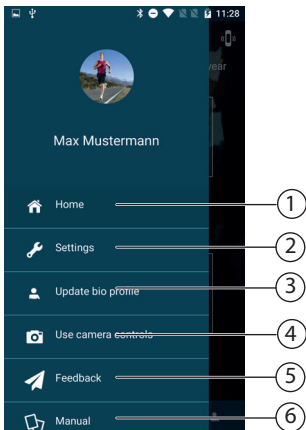 11:28
year
Max Mustermann
Home 1
Settings 2
Update bio profile 3
Use camera controls 4
Feedback 5
Manual 6